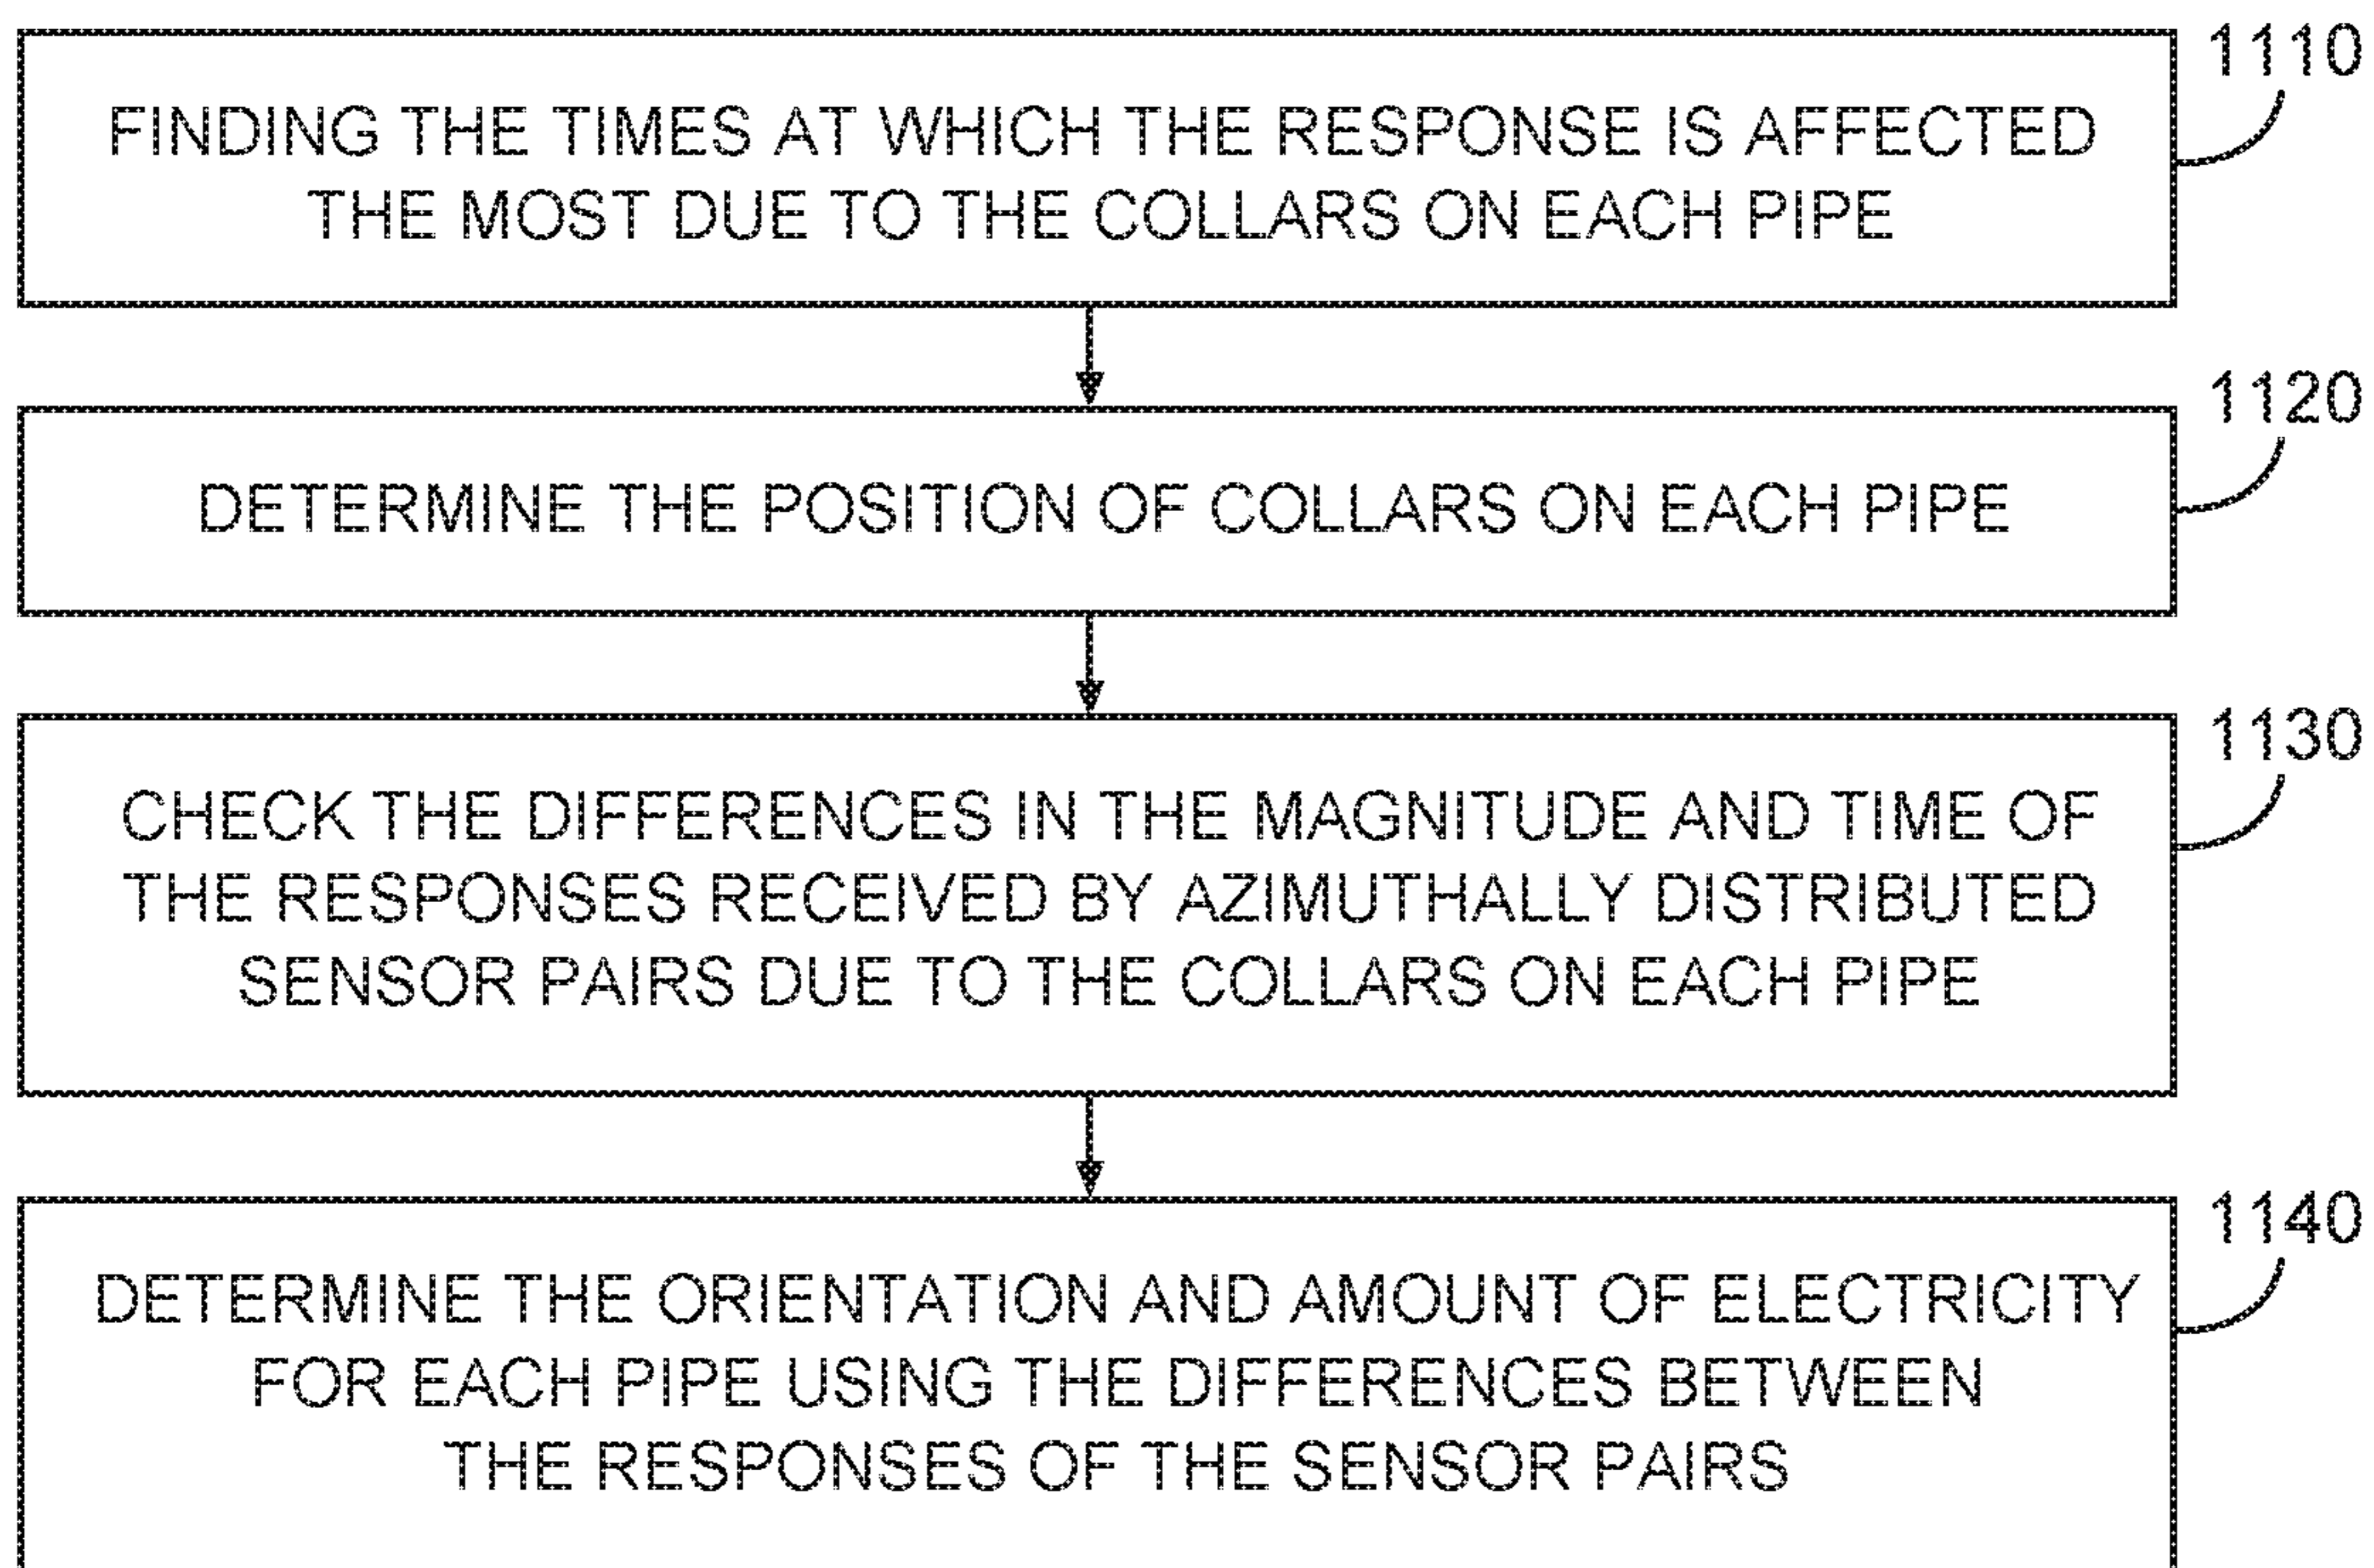 1110
FINDING THE TIMES AT WHICH THE RESPONSE IS AFFECTED
THE MOST DUE TO THE COLLARS ON EACH PIPE
1120
DETERMINE THE POSITION OF COLLARS ON EACH PIPE
1130
CHECK THE DIFFERENCES IN THE MAGNITUDE AND TIME OF
THE RESPONSES RECEIVED BY AZIMUTHALLY DISTRIBUTED
SENSOR PAIRS DUE TO THE COLLARS ON EACH PIPE
1140
DETERMINE THE ORIENTATION AND AMOUNT OF ELECTRICITY
FOR EACH PIPE USING THE DIFFERENCES BETWEEN
THE RESPONSES OF THE SENSOR PAIRS